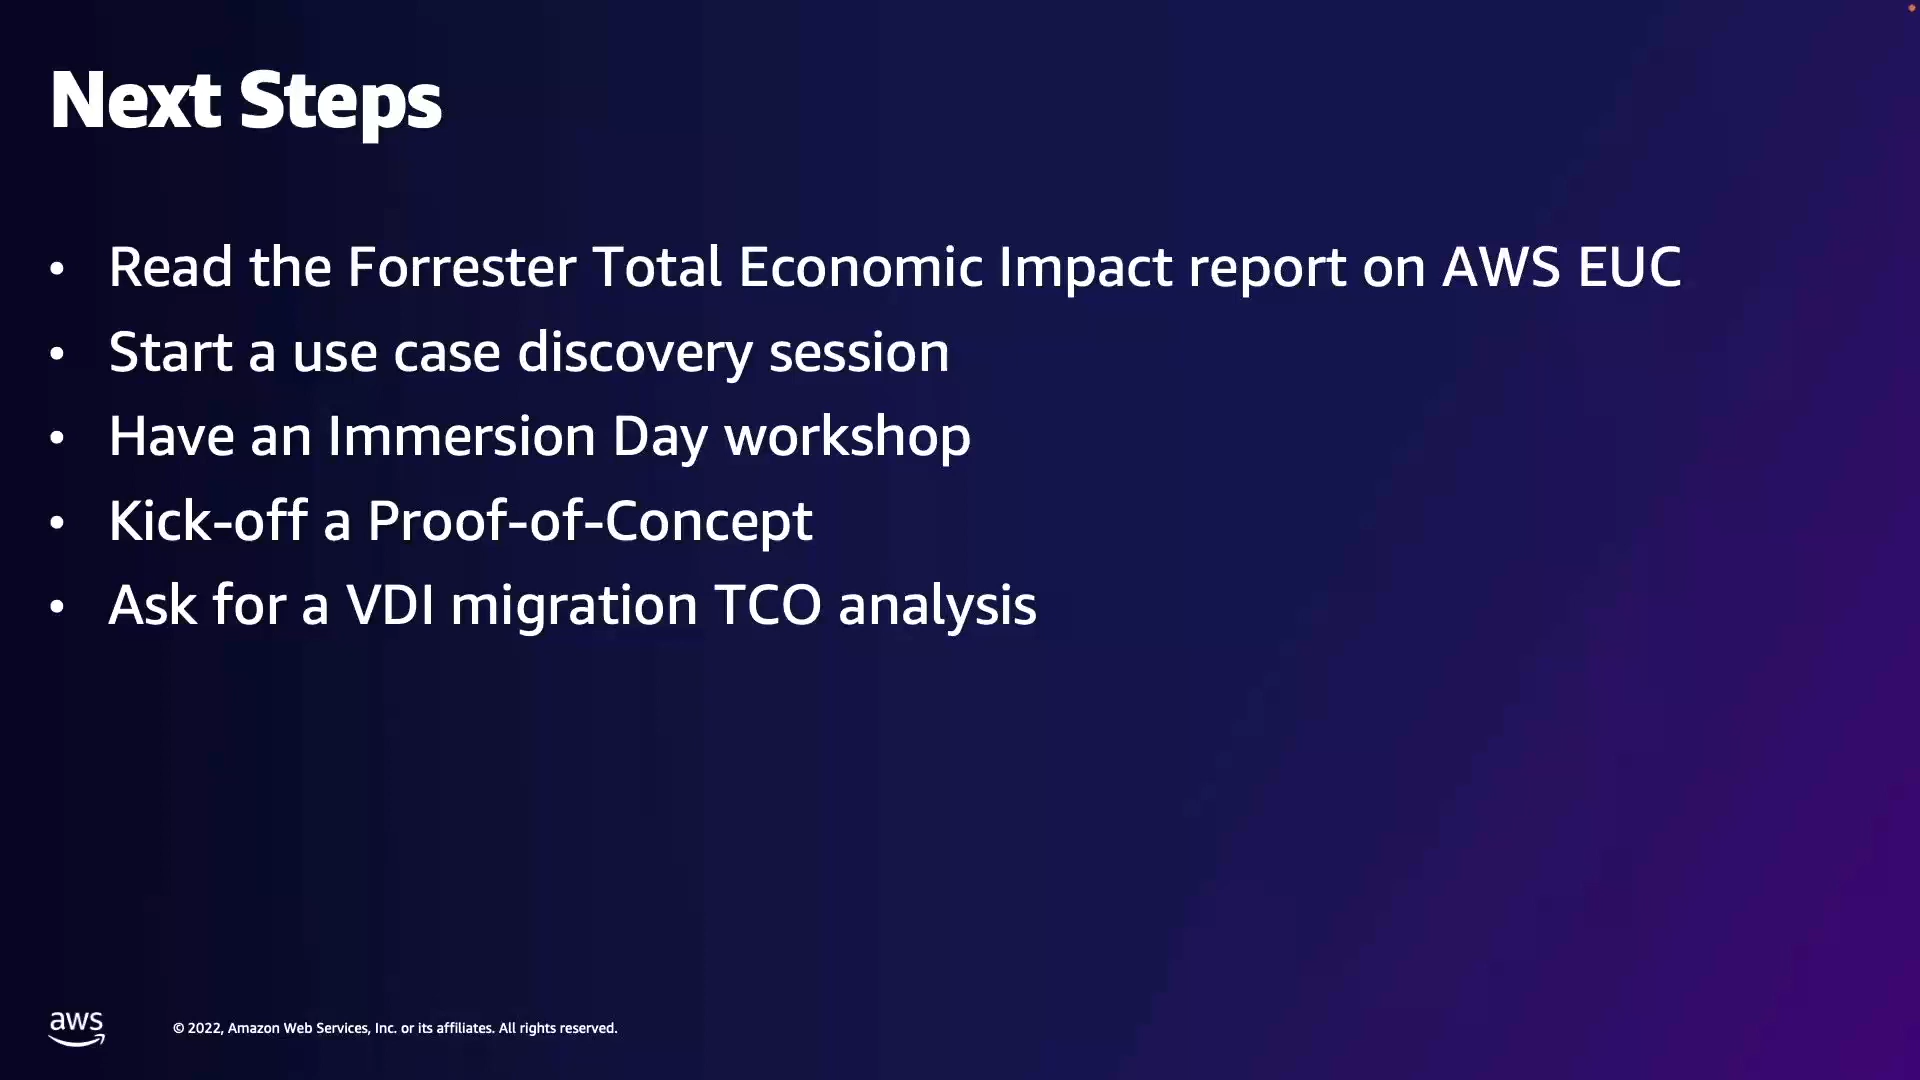 Next Steps
• Read the Forrester Total Economic Impact report on AWS EUC
• Start a use case discovery session
• Have an Immersion Day workshop
• Kick-off a Proof-of-Concept
• Ask for a VDI migration TCO analysis
aws
© 2022, Amazon Web Services, Inc. or its affiliates. All rights reserved.